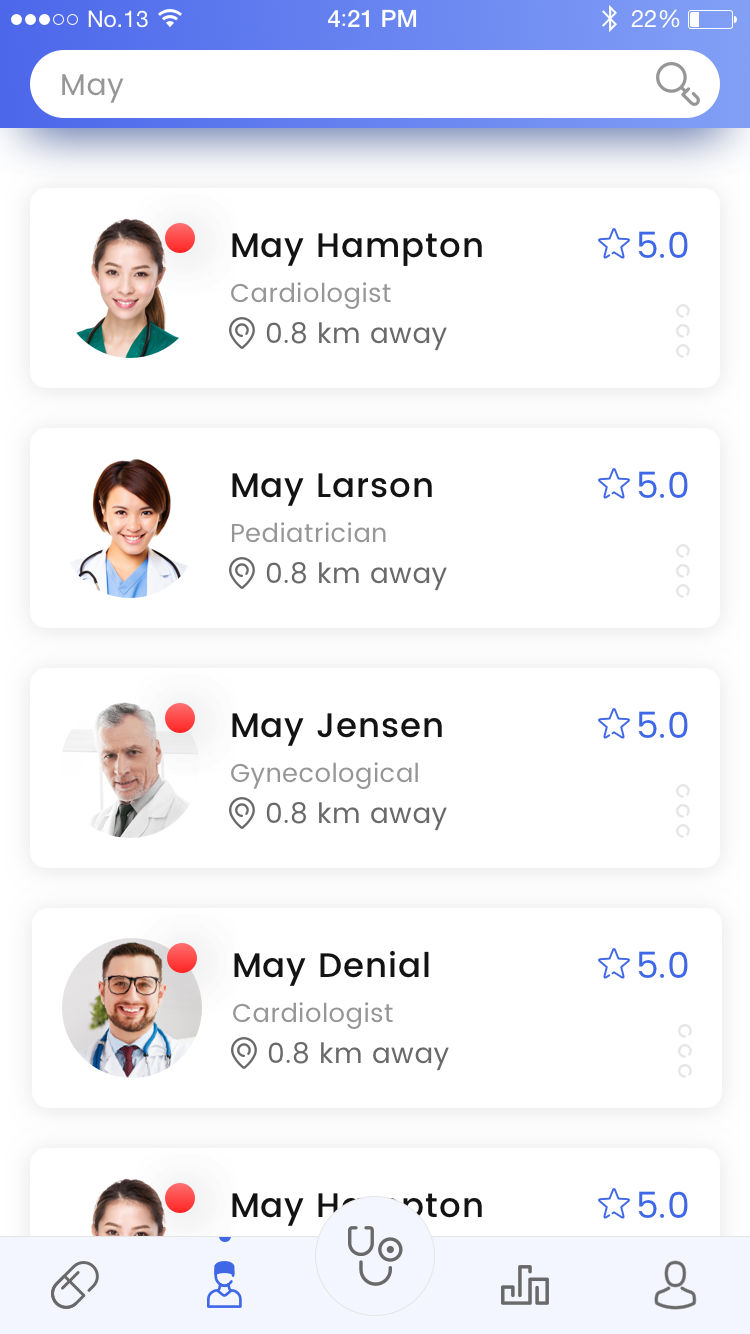 No.13 4:21 PM 22%
May
May Hampton 5.0
Cardiologist
0.8 km away
May Larson 5.0
Pediatrician
0.8 km away
May Jensen 5.0
Gynecological
0.8 km away
May Denial 5.0
Cardiologist
0.8 km away
May Hampton 5.0